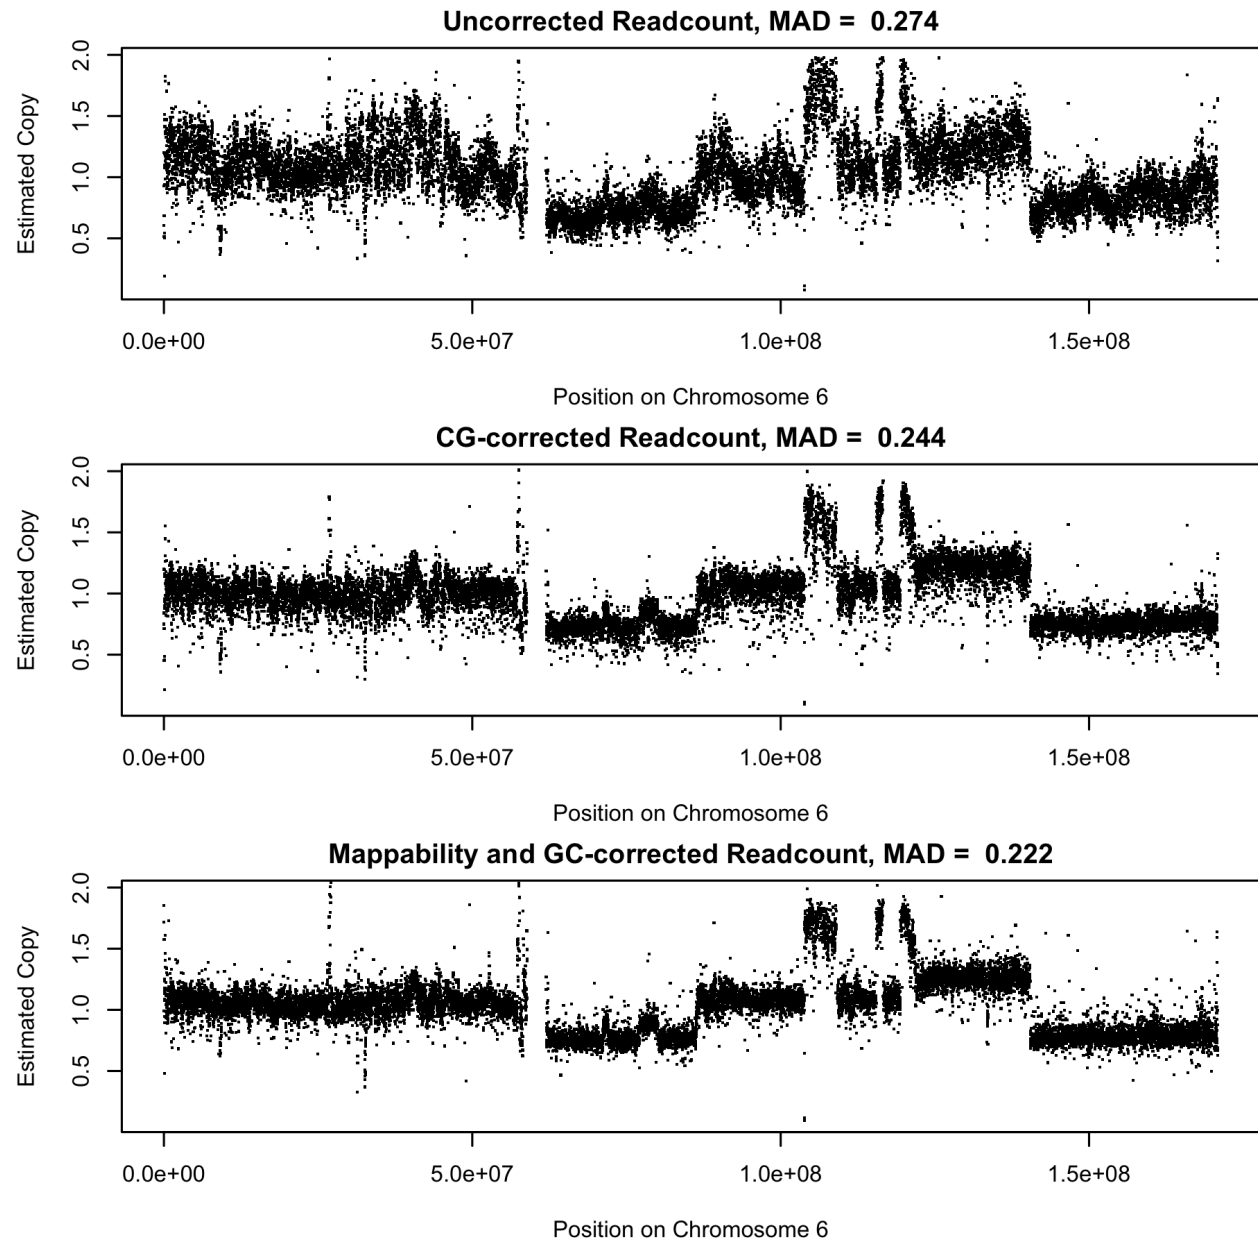 Uncorrected Readcount, MAD =  0.274
Estimated Copy
2.0
1.5
1.0
0.5
0.0e+00 5.0e+07 1.0e+08 1.5e+08
Position on Chromosome 6
CG-corrected Readcount, MAD =  0.244
Estimated Copy
2.0
1.5
1.0
0.5
0.0e+00 5.0e+07 1.0e+08 1.5e+08
Position on Chromosome 6
Mappability and GC-corrected Readcount, MAD =  0.222
Estimated Copy
2.0
1.5
1.0
0.5
0.0e+00 5.0e+07 1.0e+08 1.5e+08
Position on Chromosome 6